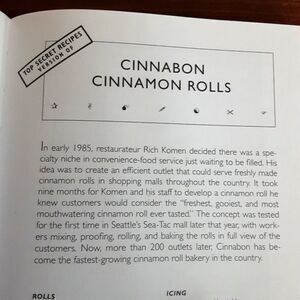 TOP SECRET RECIPES
VERSION OF
CINNABON
CINNAMON ROLLS
In early 1985, restaurateur Rich Komen decided there was a spe-
cialty niche in convenience-food service just waiting to be filled. His
idea was to create an efficient outlet that could serve freshly made
cinnamon rolls in shopping malls throughout the country. It took
nine months for Komen and his staff to develop a cinnamon roll he
knew customers would consider the "freshest, gooiest, and most
mouthwatering cinnamon roll ever tasted." The concept was tested
for the first time in Seattle's Sea-Tac mall later that year, with work-
ers mixing, proofing, rolling, and baking the rolls in full view of the
customers. Now, more than 200 outlets later, Cinnabon has be-
come the fastest-growing cinnamon roll bakery in the country.
ROLLS ICING